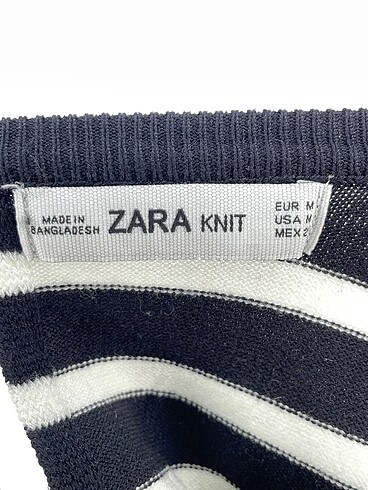 MADE IN
BANGLADESH
ZARA KNIT
EUR M
USA M
MEX 2